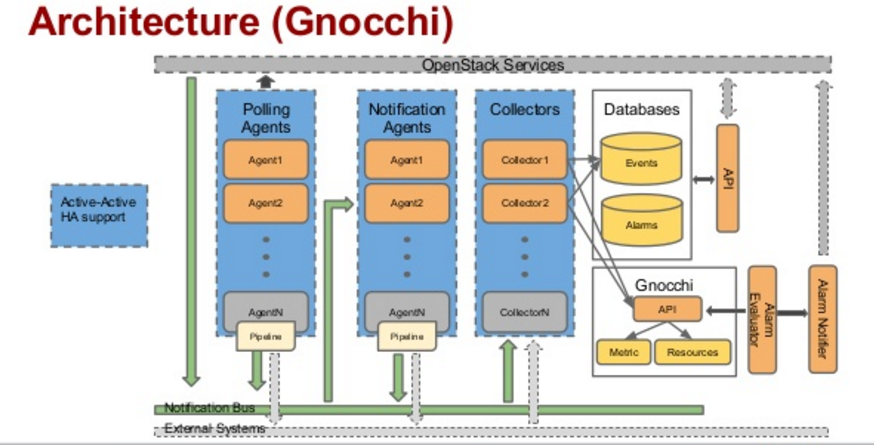 Architecture (Gnocchi)
OpenStack Services
Polling
Agents
Agent1
Agent2
AgentN
Pipeline
Notification
Agents
Agent1
Agent2
AgentN
Pipeline
Collectors
Collector1
Collector2
CollectorN
Databases
Events
Alarms
API
Gnocchi
API
Metric
Resources
Alarm
Evaluator
Alarm Notifier
Active-Active
HA support
Notification Bus
External Systems